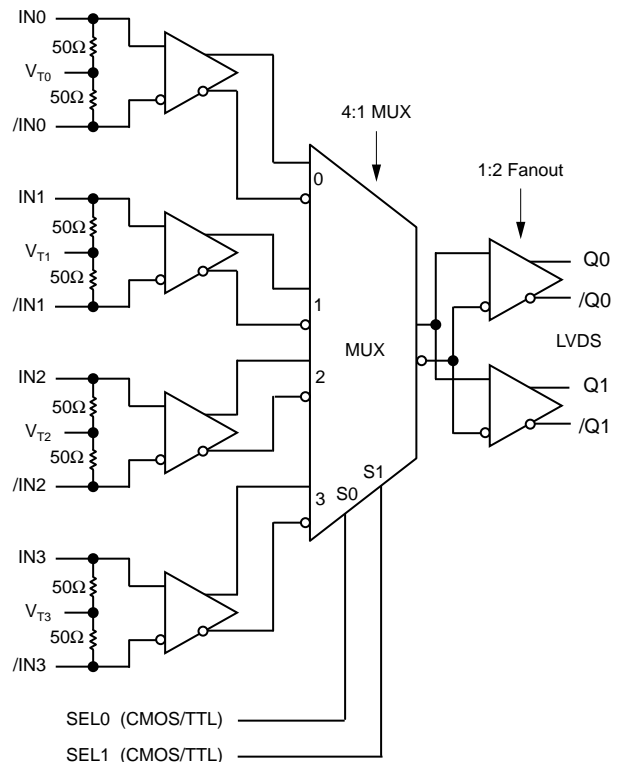 IN0
50Ω
VT0
50Ω
/IN0
IN1
50Ω
VT1
50Ω
/IN1
IN2
50Ω
VT2
50Ω
/IN2
IN3
50Ω
VT3
50Ω
/IN3
4:1 MUX
0
1
MUX
2
3
S0
S1
1:2 Fanout
Q0
/Q0
LVDS
Q1
/Q1
SEL0 (CMOS/TTL)
SEL1 (CMOS/TTL)